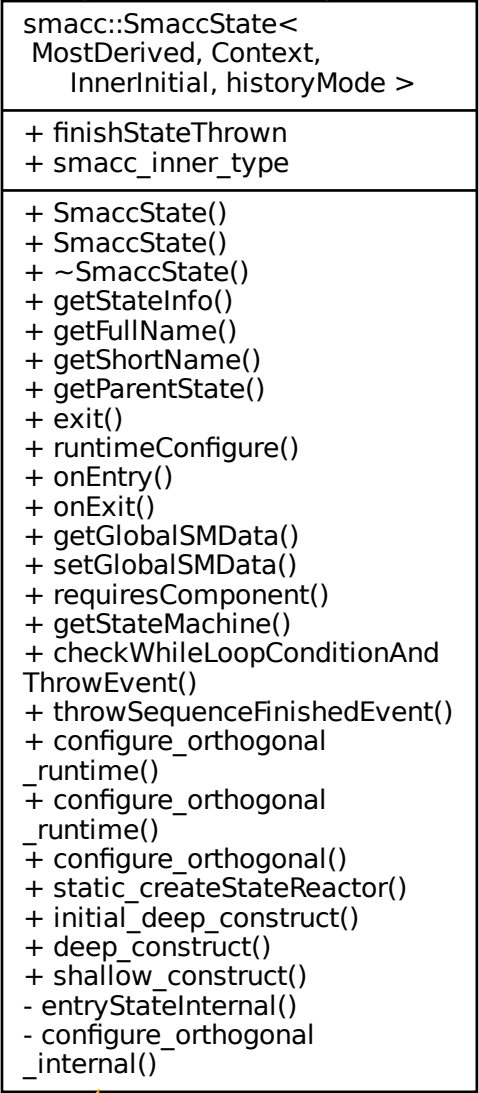 smacc::SmaccState<
MostDerived, Context,
InnerInitial, historyMode >
+ finishStateThrown
+ smacc_inner_type
+ SmaccState()
+ SmaccState()
+ ~SmaccState()
+ getStateInfo()
+ getFullName()
+ getShortName()
+ getParentState()
+ exit()
+ runtimeConfigure()
+ onEntry()
+ onExit()
+ getGlobalSMData()
+ setGlobalSMData()
+ requiresComponent()
+ getStateMachine()
+ checkWhileLoopConditionAnd
ThrowEvent()
+ throwSequenceFinishedEvent()
+ configure_orthogonal
_runtime()
+ configure_orthogonal
_runtime()
+ configure_orthogonal()
+ static_createStateReactor()
+ initial_deep_construct()
+ deep_construct()
+ shallow_construct()
- entryStateInternal()
- configure_orthogonal
_internal()